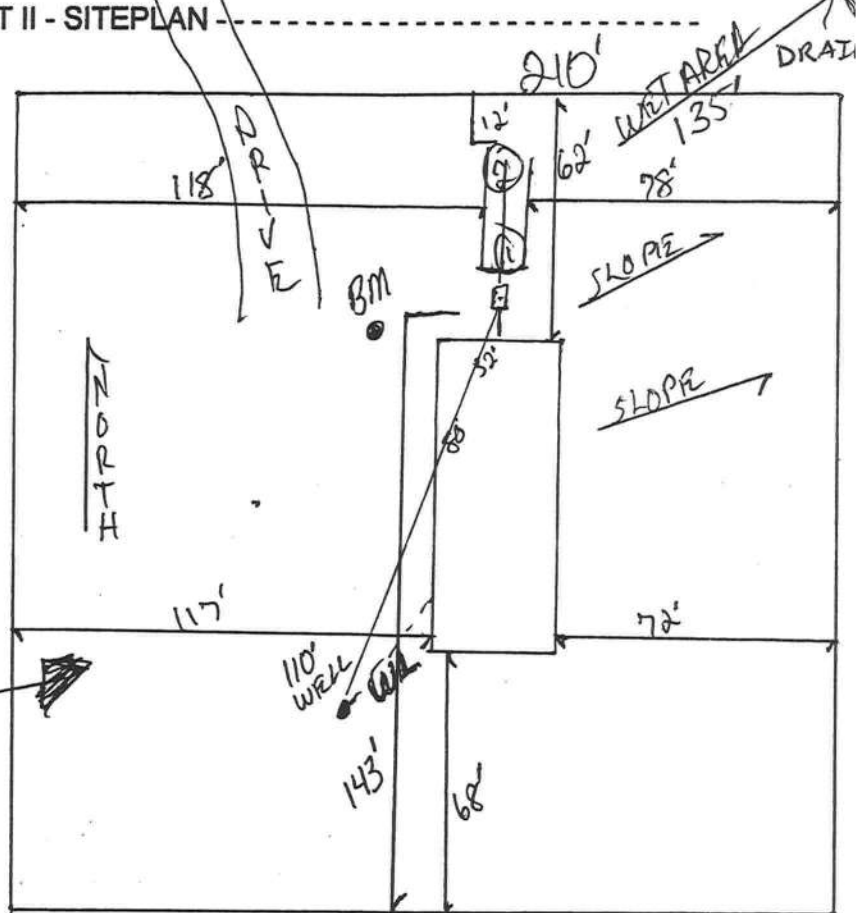 T II - SITEPLAN
210'
WET AREA
135'
DRAI
12'
62'
2
118'
78'
DRIVE
1
SLOPE
BM
52'
SLOPE
NORTH
117'
72'
110'
WELL
143'
68'